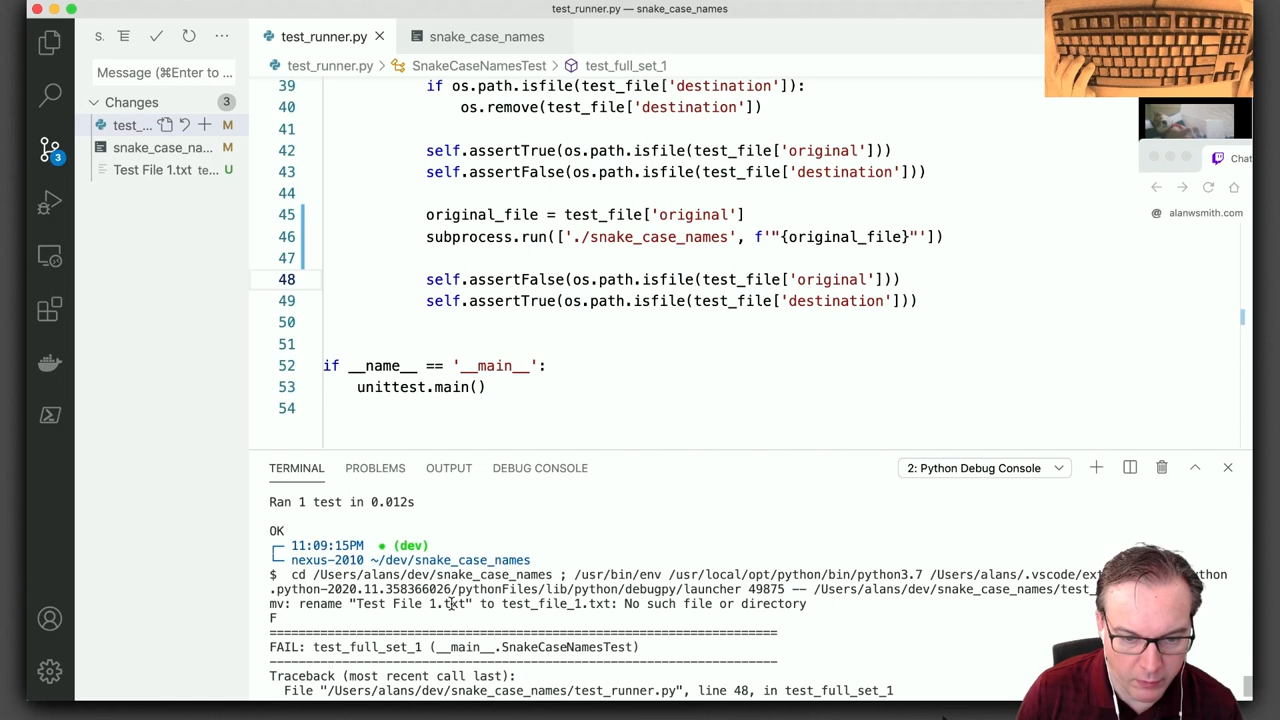 test_runner.py — snake_case_names
S.
test_runner.py
snake_case_names
Message (⌘Enter to ...
test_runner.py > SnakeCaseNamesTest > test_full_set_1
Changes 3
test_... M
snake_case_na... M
Test File 1.txt te... U
3
39 if os.path.isfile(test_file['destination']):
40 os.remove(test_file['destination'])
41
42 self.assertTrue(os.path.isfile(test_file['original']))
43 self.assertFalse(os.path.isfile(test_file['destination']))
44
45 original_file = test_file['original']
46 subprocess.run(['./snake_case_names', f'"{original_file}"'])
47
48 self.assertFalse(os.path.isfile(test_file['original']))
49 self.assertTrue(os.path.isfile(test_file['destination']))
50
51
52 if __name__ == '__main__':
53 unittest.main()
54
Chat
@ alanwsmith.com
TERMINAL PROBLEMS OUTPUT DEBUG CONSOLE 2: Python Debug Console
Ran 1 test in 0.012s
OK
11:09:15PM (dev)
nexus-2010 ~/dev/snake_case_names
$ cd /Users/alans/dev/snake_case_names ; /usr/bin/env /usr/local/opt/python/bin/python3.7 /Users/alans/.vscode/ext
.python-2020.11.358366026/pythonFiles/lib/python/debugpy/launcher 49875 -- /Users/alans/dev/snake_case_names/test_
mv: rename "Test File 1.txt" to test_file_1.txt: No such file or directory
F
======================================================================
FAIL: test_full_set_1 (__main__.SnakeCaseNamesTest)
----------------------------------------------------------------------
Traceback (most recent call last):
File "/Users/alans/dev/snake_case_names/test_runner.py", line 48, in test_full_set_1